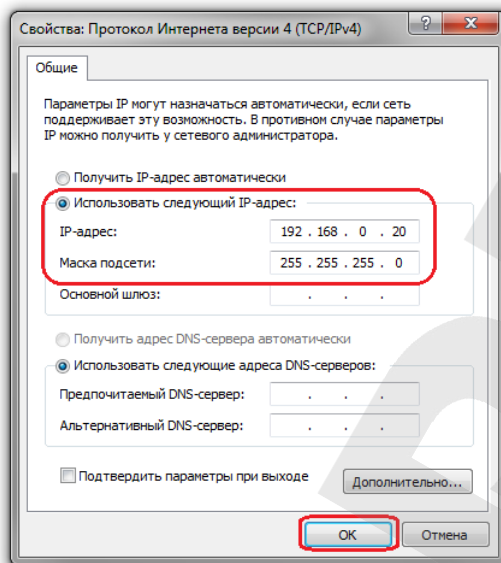 Свойства: Протокол Интернета версии 4 (TCP/IPv4)
Общие
Параметры IP могут назначаться автоматически, если сеть
поддерживает эту возможность. В противном случае параметры
IP можно получить у сетевого администратора.
Получить IP-адрес автоматически
Использовать следующий IP-адрес:
IP-адрес: 192 . 168 . 0 . 20
Маска подсети: 255 . 255 . 255 . 0
Основной шлюз: . . .
Получить адрес DNS-сервера автоматически
Использовать следующие адреса DNS-серверов:
Предпочитаемый DNS-сервер: . . .
Альтернативный DNS-сервер: . . .
Подтвердить параметры при выходе
Дополнительно...
OK Отмена